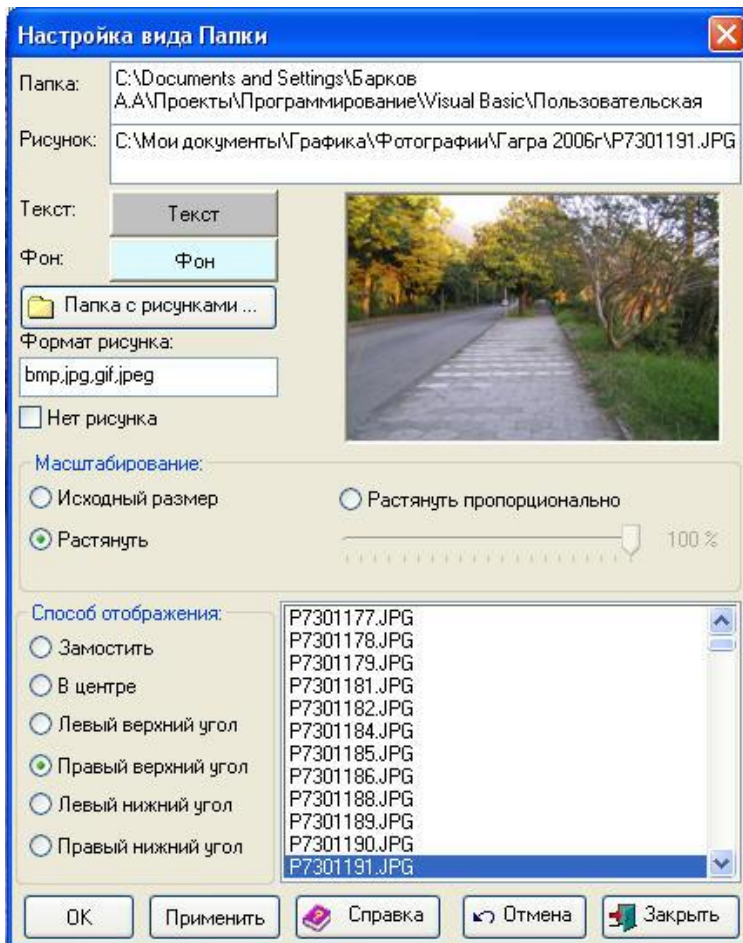 Настройка вида Папки
Папка:
C:\Documents and Settings\Барков
А.А\Проекты\Программирование\Visual Basic\Пользовательская
Рисунок:
C:\Мои документы\Графика\Фотографии\Гагра 2006г\P7301191.JPG
Текст:
Текст
Фон:
Фон
Папка с рисунками ...
Формат рисунка:
bmp,jpg,gif,jpeg
Нет рисунка
Масштабирование:
Исходный размер
Растянуть пропорционально
Растянуть
100 %
Способ отображения:
Замостить
В центре
Левый верхний угол
Правый верхний угол
Левый нижний угол
Правый нижний угол
P7301177.JPG
P7301178.JPG
P7301179.JPG
P7301181.JPG
P7301182.JPG
P7301184.JPG
P7301185.JPG
P7301186.JPG
P7301188.JPG
P7301189.JPG
P7301190.JPG
P7301191.JPG
OK
Применить
Справка
Отмена
Закрыть